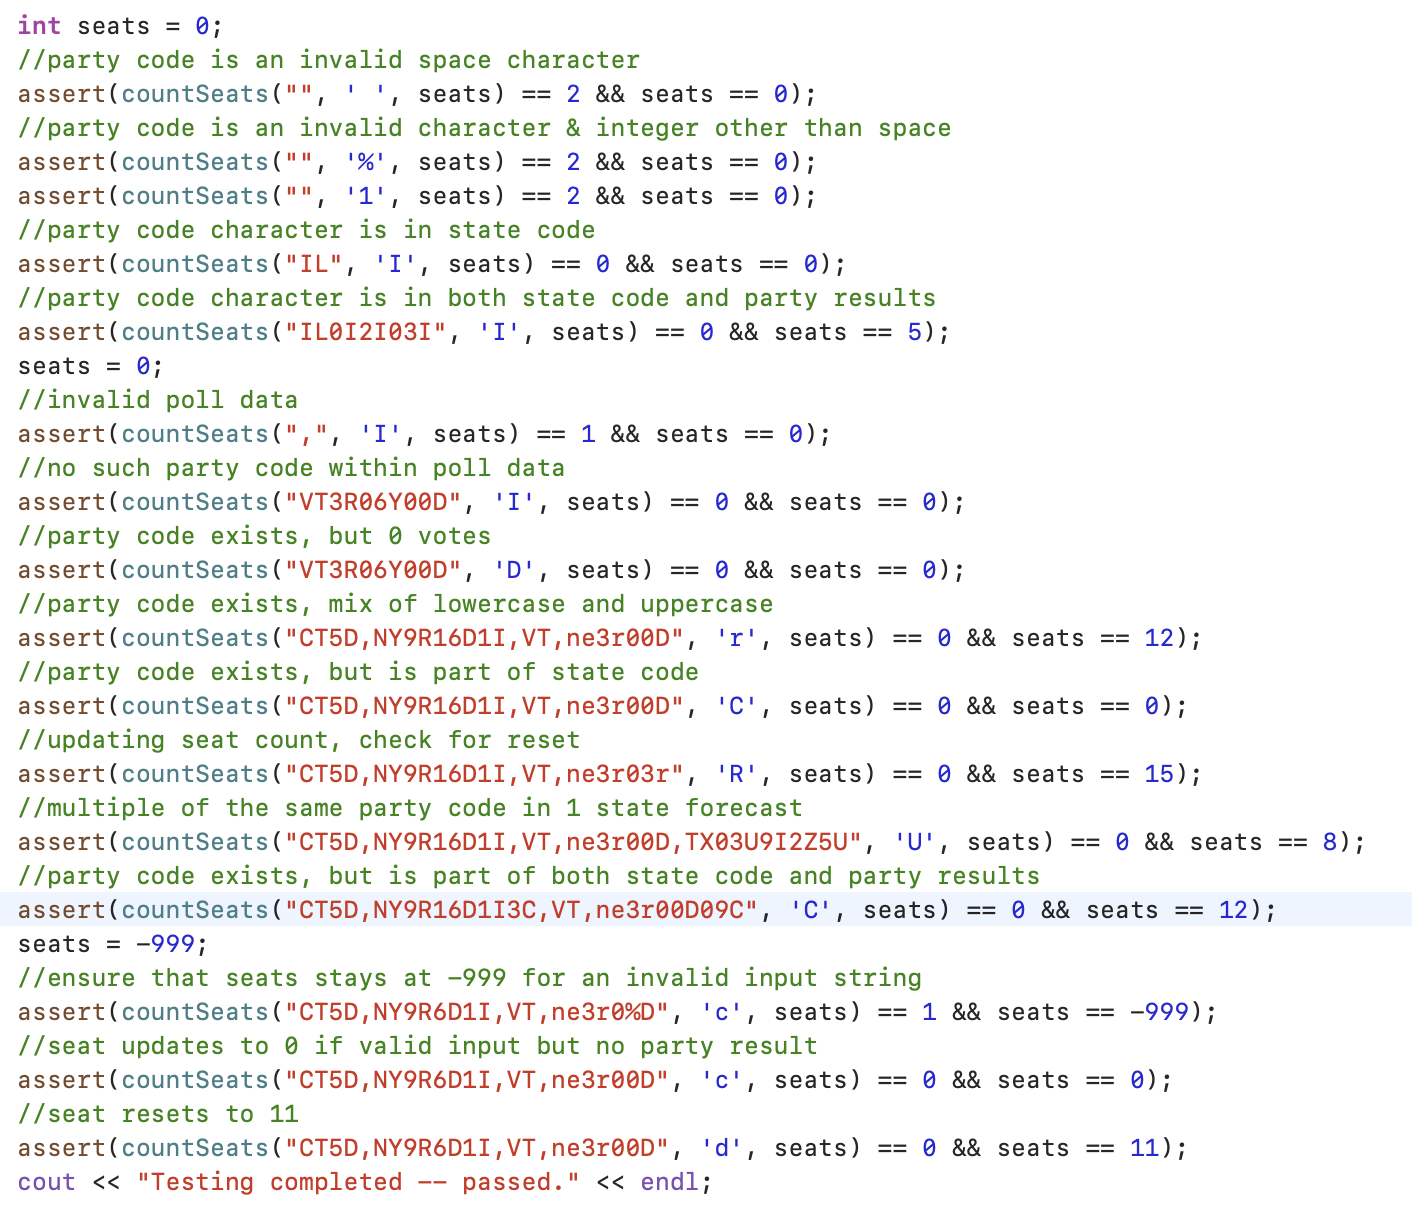 int seats = 0;
//party code is an invalid space character
assert(countSeats("", ' ', seats) == 2 && seats == 0);
//party code is an invalid character & integer other than space
assert(countSeats("", '%', seats) == 2 && seats == 0);
assert(countSeats("", '1', seats) == 2 && seats == 0);
//party code character is in state code
assert(countSeats("IL", 'I', seats) == 0 && seats == 0);
//party code character is in both state code and party results
assert(countSeats("IL0I2I03I", 'I', seats) == 0 && seats == 5);
seats = 0;
//invalid poll data
assert(countSeats(",", 'I', seats) == 1 && seats == 0);
//no such party code within poll data
assert(countSeats("VT3R06Y00D", 'I', seats) == 0 && seats == 0);
//party code exists, but 0 votes
assert(countSeats("VT3R06Y00D", 'D', seats) == 0 && seats == 0);
//party code exists, mix of lowercase and uppercase
assert(countSeats("CT5D,NY9R16D1I,VT,ne3r00D", 'r', seats) == 0 && seats == 12);
//party code exists, but is part of state code
assert(countSeats("CT5D,NY9R16D1I,VT,ne3r00D", 'C', seats) == 0 && seats == 0);
//updating seat count, check for reset
assert(countSeats("CT5D,NY9R16D1I,VT,ne3r03r", 'R', seats) == 0 && seats == 15);
//multiple of the same party code in 1 state forecast
assert(countSeats("CT5D,NY9R16D1I,VT,ne3r00D,TX03U9I2Z5U", 'U', seats) == 0 && seats == 8);
//party code exists, but is part of both state code and party results
assert(countSeats("CT5D,NY9R16D1I3C,VT,ne3r00D09C", 'C', seats) == 0 && seats == 12);
seats = -999;
//ensure that seats stays at -999 for an invalid input string
assert(countSeats("CT5D,NY9R6D1I,VT,ne3r0%D", 'c', seats) == 1 && seats == -999);
//seat updates to 0 if valid input but no party result
assert(countSeats("CT5D,NY9R6D1I,VT,ne3r00D", 'c', seats) == 0 && seats == 0);
//seat resets to 11
assert(countSeats("CT5D,NY9R6D1I,VT,ne3r00D", 'd', seats) == 0 && seats == 11);
cout << "Testing completed -- passed." << endl;